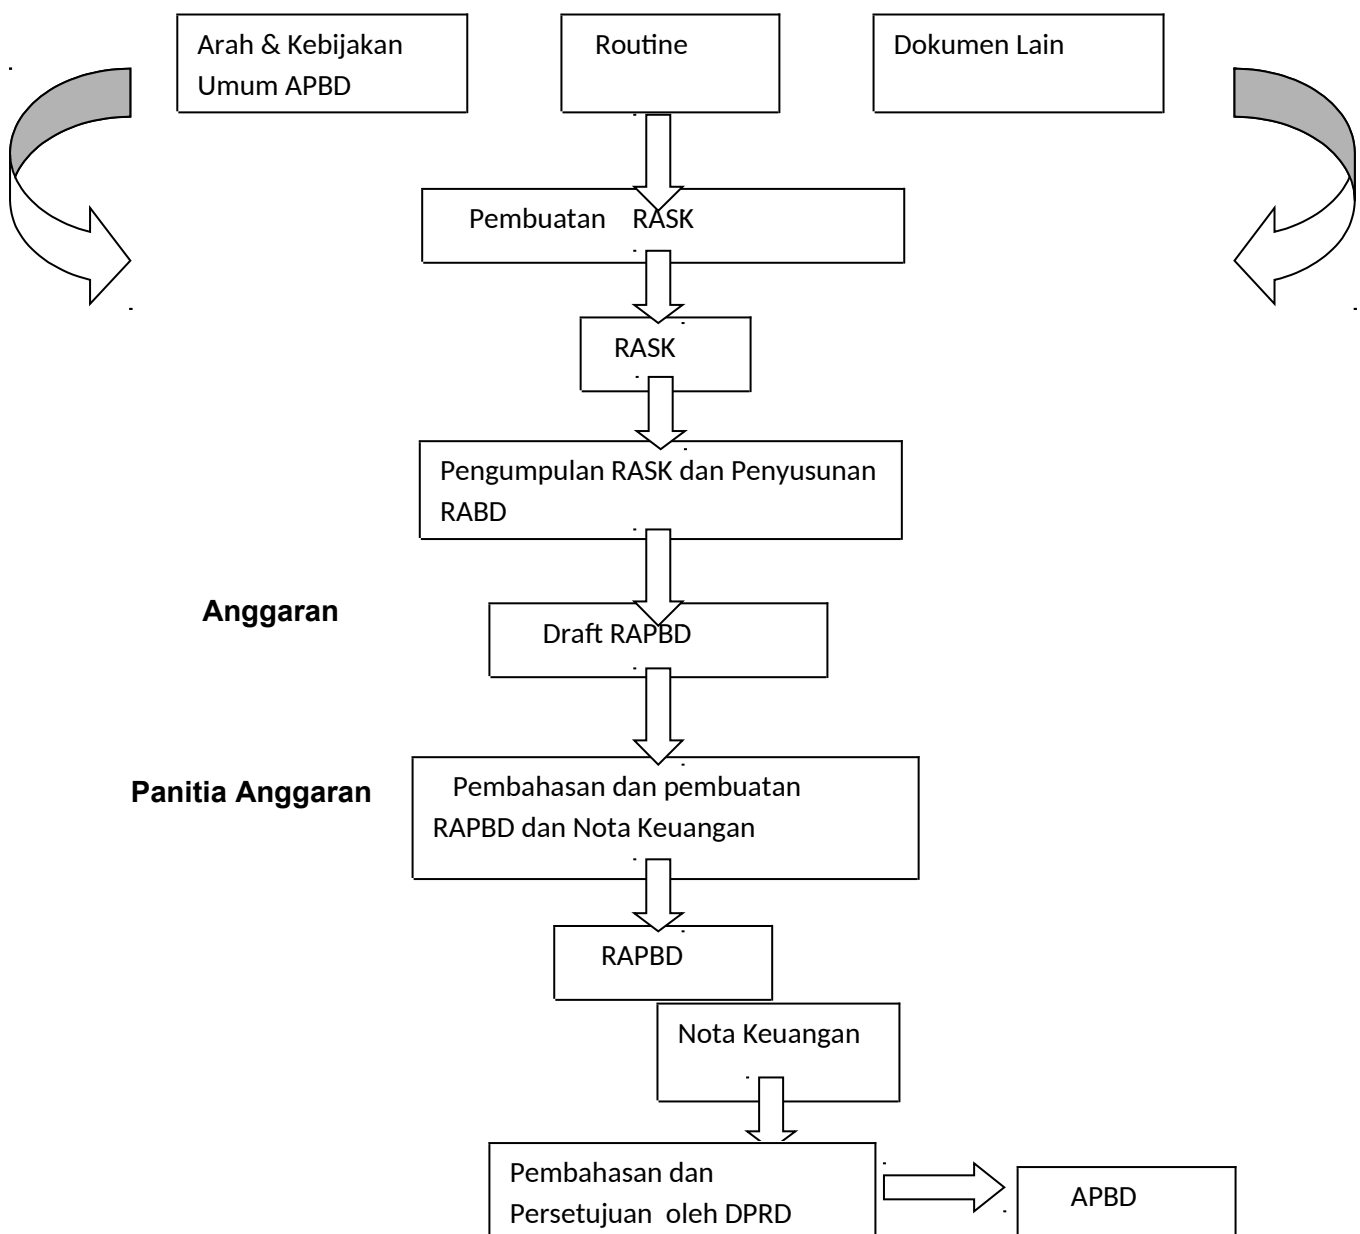 Arah & Kebijakan
Umum APBD
Routine
Dokumen Lain
Pembuatan RASK
RASK
Pengumpulan RASK dan Penyusunan
RABD
Anggaran
Draft RAPBD
Panitia Anggaran
Pembahasan dan pembuatan
RAPBD dan Nota Keuangan
RAPBD
Nota Keuangan
Pembahasan dan
Persetujuan oleh DPRD
APBD